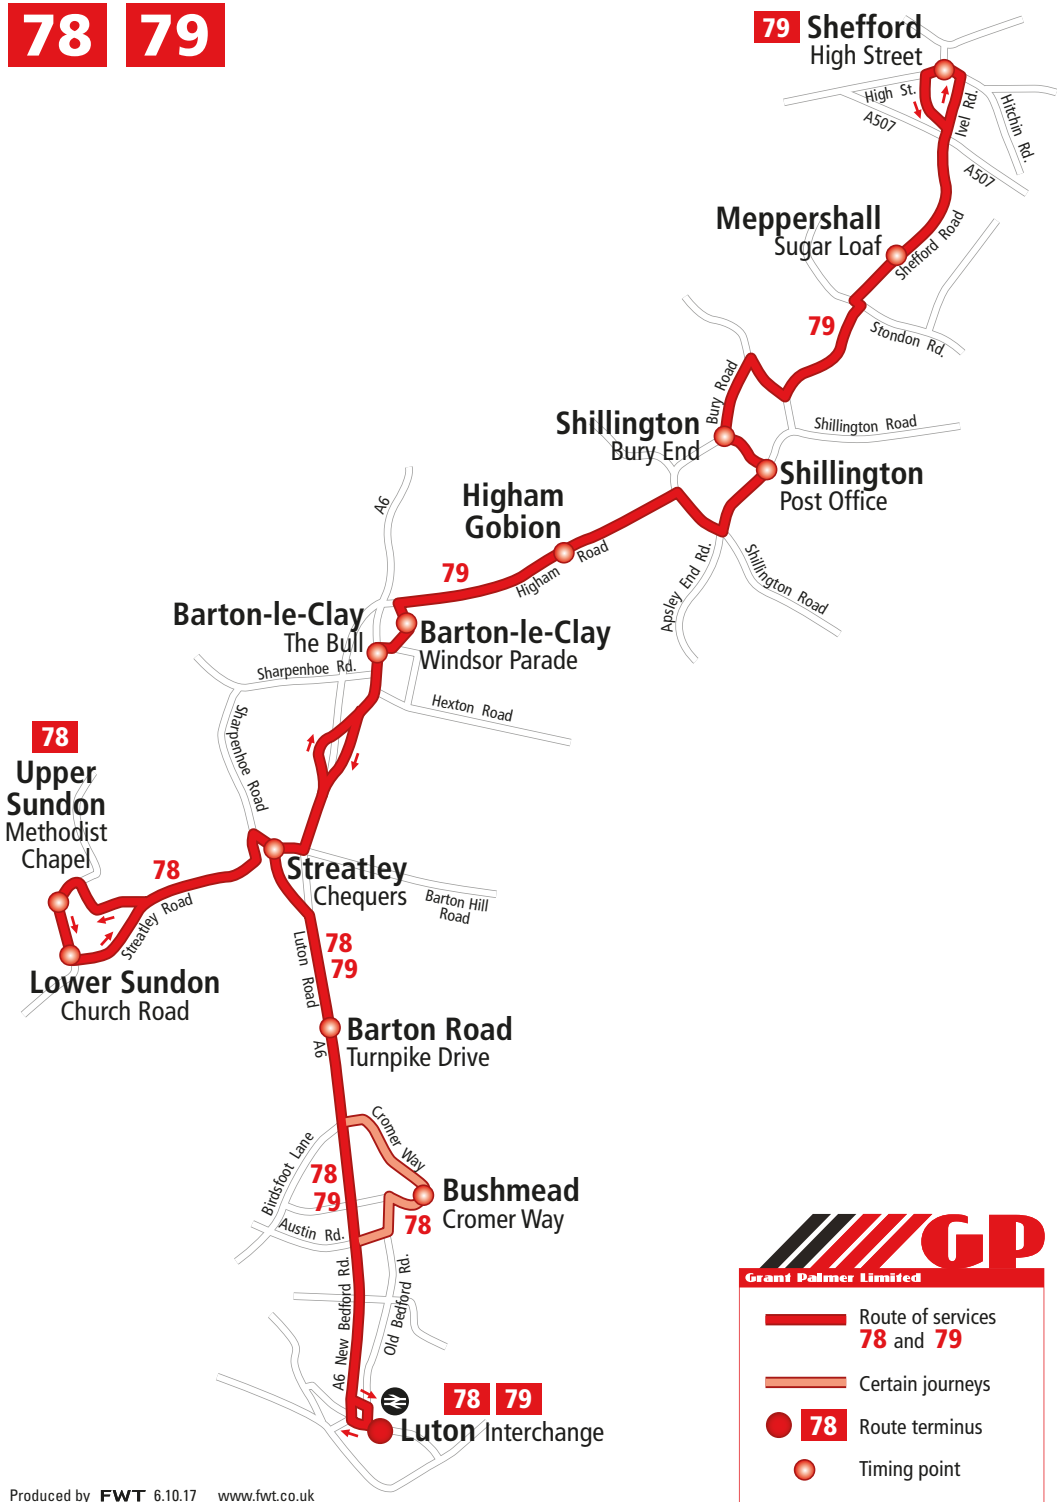 78 79
79 Shefford
High Street
High St.
A507
Ivel Rd.
Hitchin Rd.
A507
Meppershall
Sugar Loaf
Shefford Road
79
Stondon Rd.
Bury Road
Shillington
Bury End
Shillington Road
Shillington
Post Office
Higham
Gobion
A6
79
Higham Road
Apsley End Rd.
Shillington Road
Barton-le-Clay
The Bull
Barton-le-Clay
Windsor Parade
Sharpenhoe Rd.
Hexton Road
Sharpenhoe Road
78
Upper
Sundon
Methodist
Chapel
78
Streatley Road
Streatley
Chequers
Barton Hill
Road
Lower Sundon
Church Road
Luton Road
78
79
Barton Road
Turnpike Drive
A6
Cromer Way
Birdsfoot Lane
78
79
Bushmead
Cromer Way
78
Austin Rd.
A6 New Bedford Rd.
Old Bedford Rd.
78 79
Luton Interchange
GP
Grant Palmer Limited
Route of services
78 and 79
Certain journeys
78 Route terminus
Timing point
Produced by FWT 6.10.17 www.fwt.co.uk